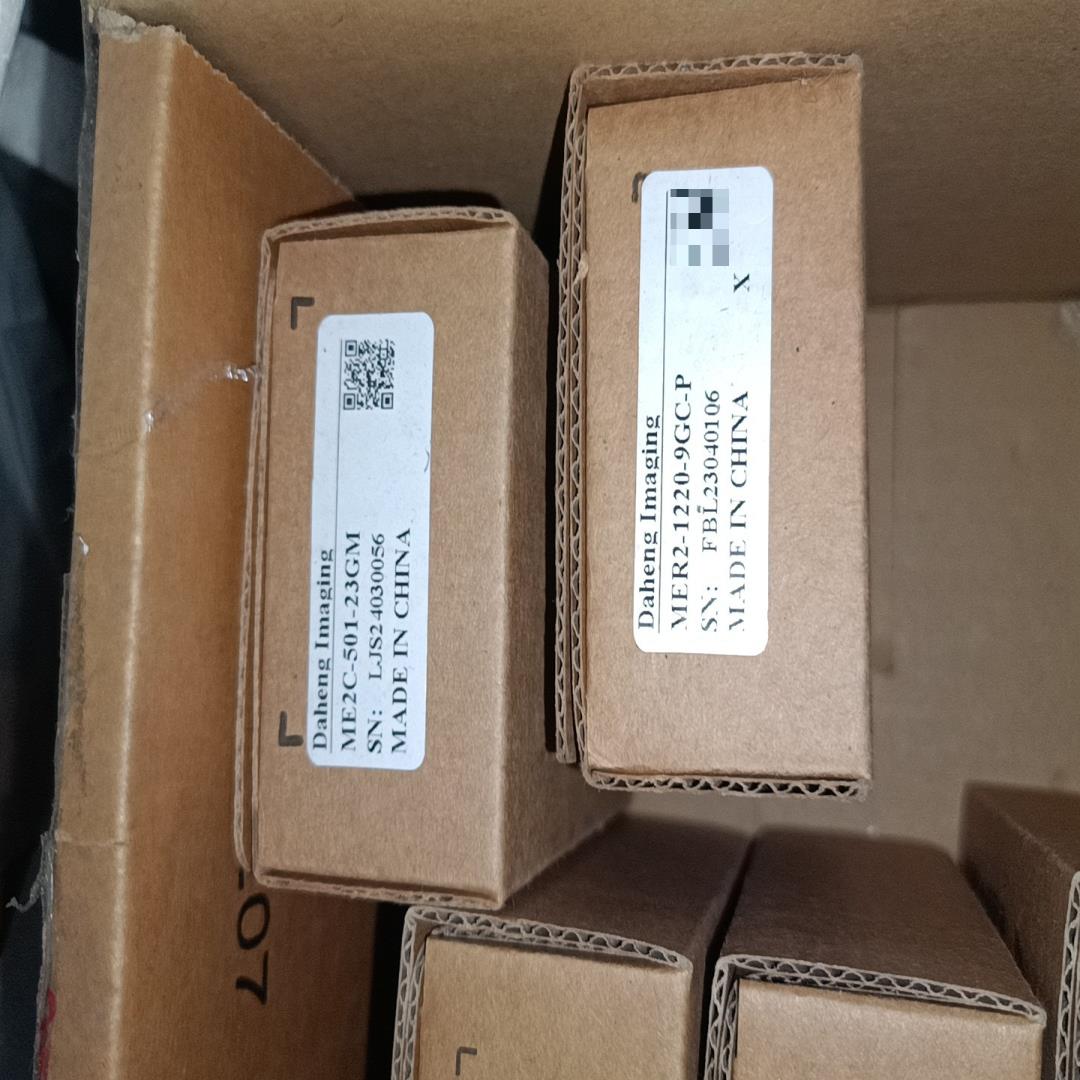 Daheng Imaging
ME2C-501-23GM
SN: LJS24030056
MADE IN CHINA
Daheng Imaging
MER2-1220-9GC-P
SN: FBL23040106
MADE IN CHINA X
-07